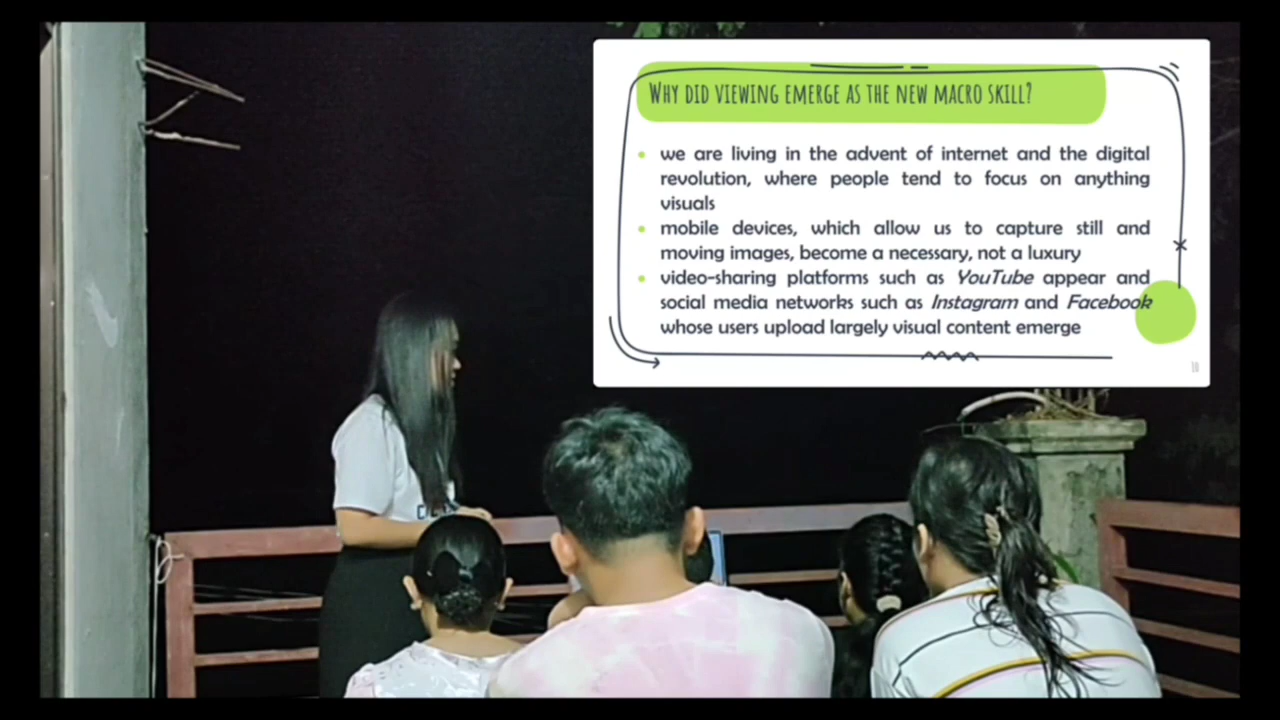 WHY DID VIEWING EMERGE AS THE NEW MACRO SKILL?
we are living in the advent of internet and the digital
revolution, where people tend to focus on anything
visuals
mobile devices, which allow us to capture still and
moving images, become a necessary, not a luxury
video-sharing platforms such as YouTube appear and
social media networks such as Instagram and Facebook
whose users upload largely visual content emerge
10